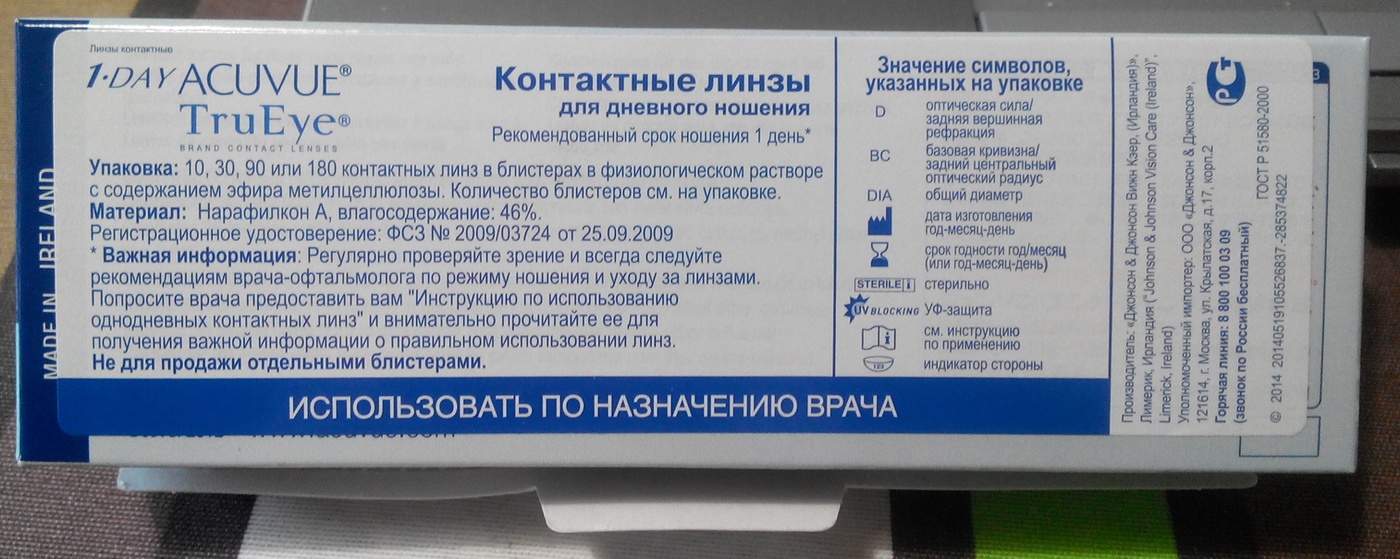 MADE IN IRELAND
Линзы контактные
1·DAY ACUVUE®
TruEye®
BRAND CONTACT LENSES
Контактные линзы
для дневного ношения
Рекомендованный срок ношения 1 день*
Упаковка: 10, 30, 90 или 180 контактных линз в блистерах в физиологическом растворе
с содержанием эфира метилцеллюлозы. Количество блистеров см. на упаковке.
Материал: Нарафилкон А, влагосодержание: 46%.
Регистрационное удостоверение: ФСЗ № 2009/03724 от 25.09.2009
* Важная информация: Регулярно проверяйте зрение и всегда следуйте
рекомендациям врача-офтальмолога по режиму ношения и уходу за линзами.
Попросите врача предоставить вам "Инструкцию по использованию
однодневных контактных линз" и внимательно прочитайте ее для
получения важной информации о правильном использовании линз.
Не для продажи отдельными блистерами.
ИСПОЛЬЗОВАТЬ ПО НАЗНАЧЕНИЮ ВРАЧА
Значение символов,
указанных на упаковке
D оптическая сила/
задняя вершинная
рефракция
BC базовая кривизна/
задний центральный
оптический радиус
DIA общий диаметр
дата изготовления
год-месяц-день
срок годности год/месяц
(или год-месяц-день)
STERILE i стерильно
UV BLOCKING УФ-защита
i см. инструкцию
по применению
123 индикатор стороны
Производитель: «Джонсон & Джонсон Вижн Кэер, (Ирландия)»,
Лимерик, Ирландия ("Johnson & Johnson Vision Care (Ireland)",
Limerick, Ireland)
Уполномоченный импортер: ООО «Джонсон & Джонсон»,
121614, г. Москва, ул. Крылатская, д.17, корп.2
Горячая линия: 8 800 100 03 09
(звонок по России бесплатный)
ГОСТ Р 51580-2000
© 2014 20140519105526837.-285374822